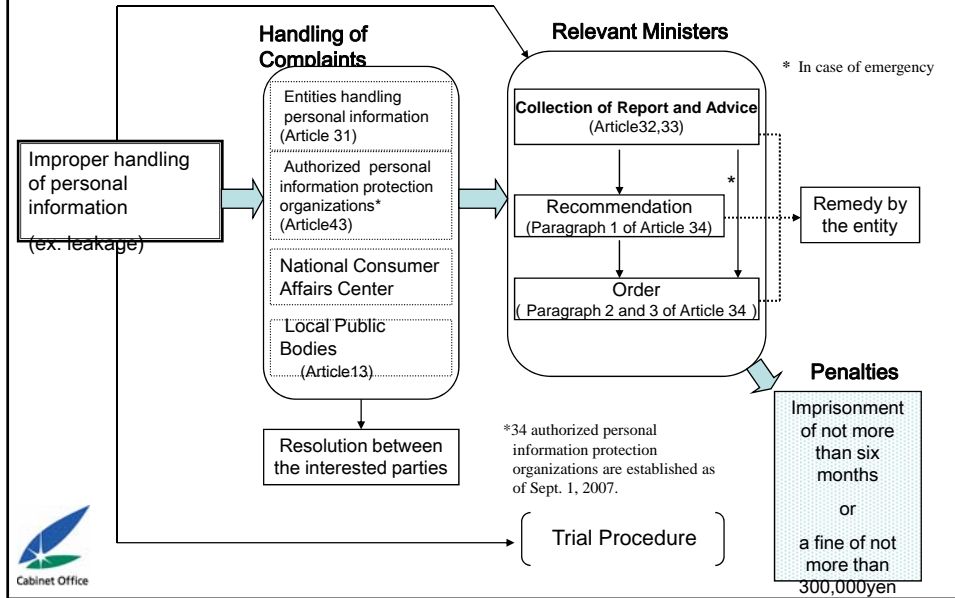 Handling of
Complaints
Relevant Ministers
* In case of emergency
Entities handling
personal information
(Article 31)
Authorized personal
information protection
organizations*
(Article43)
National Consumer
Affairs Center
Local Public
Bodies
(Article13)
Improper handling
of personal
information
(ex. leakage)
Collection of Report and Advice
(Article32,33)
*
Recommendation
(Paragraph 1 of Article 34)
Order
( Paragraph 2 and 3 of Article 34 )
Remedy by
the entity
Resolution between
the interested parties
*34 authorized personal
information protection
organizations are established as
of Sept. 1, 2007.
Trial Procedure
Penalties
Imprisonment
of not more
than six
months
or
a fine of not
more than
300,000yen
Cabinet Office